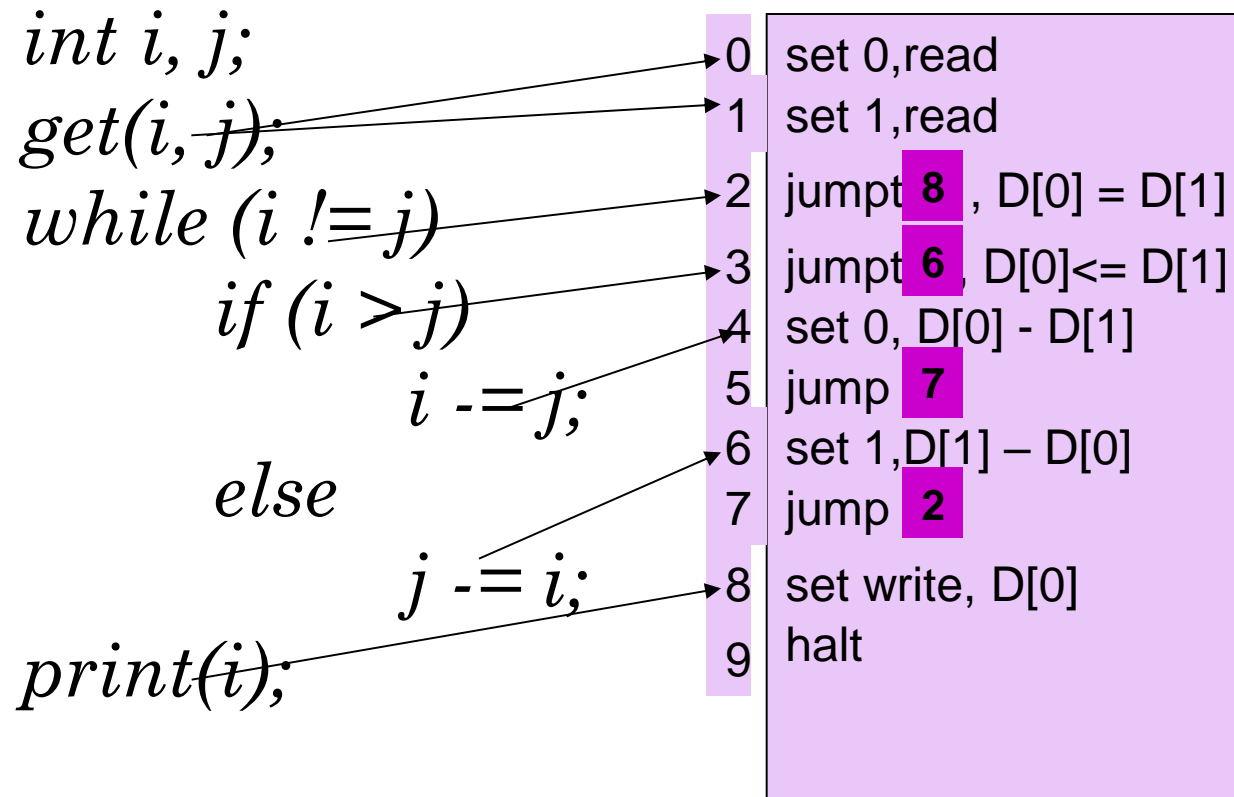 int i, j;
get(i, j);
while (i != j)
if (i > j)
i -= j;
else
j -= i;
print(i);
0 set 0,read
1 set 1,read
2 jumpt 8 , D[0] = D[1]
3 jumpt 6 , D[0]<= D[1]
4 set 0, D[0] - D[1]
5 jump 7
6 set 1,D[1] – D[0]
7 jump 2
8 set write, D[0]
9 halt